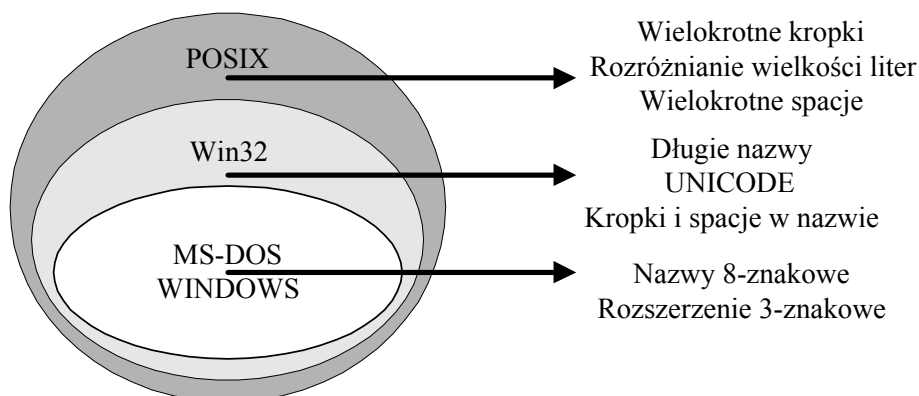 POSIX
Wielokrotne kropki
Rozróżnianie wielkości liter
Wielokrotne spacje
Win32
Długie nazwy
UNICODE
Kropki i spacje w nazwie
MS-DOS
WINDOWS
Nazwy 8-znakowe
Rozszerzenie 3-znakowe